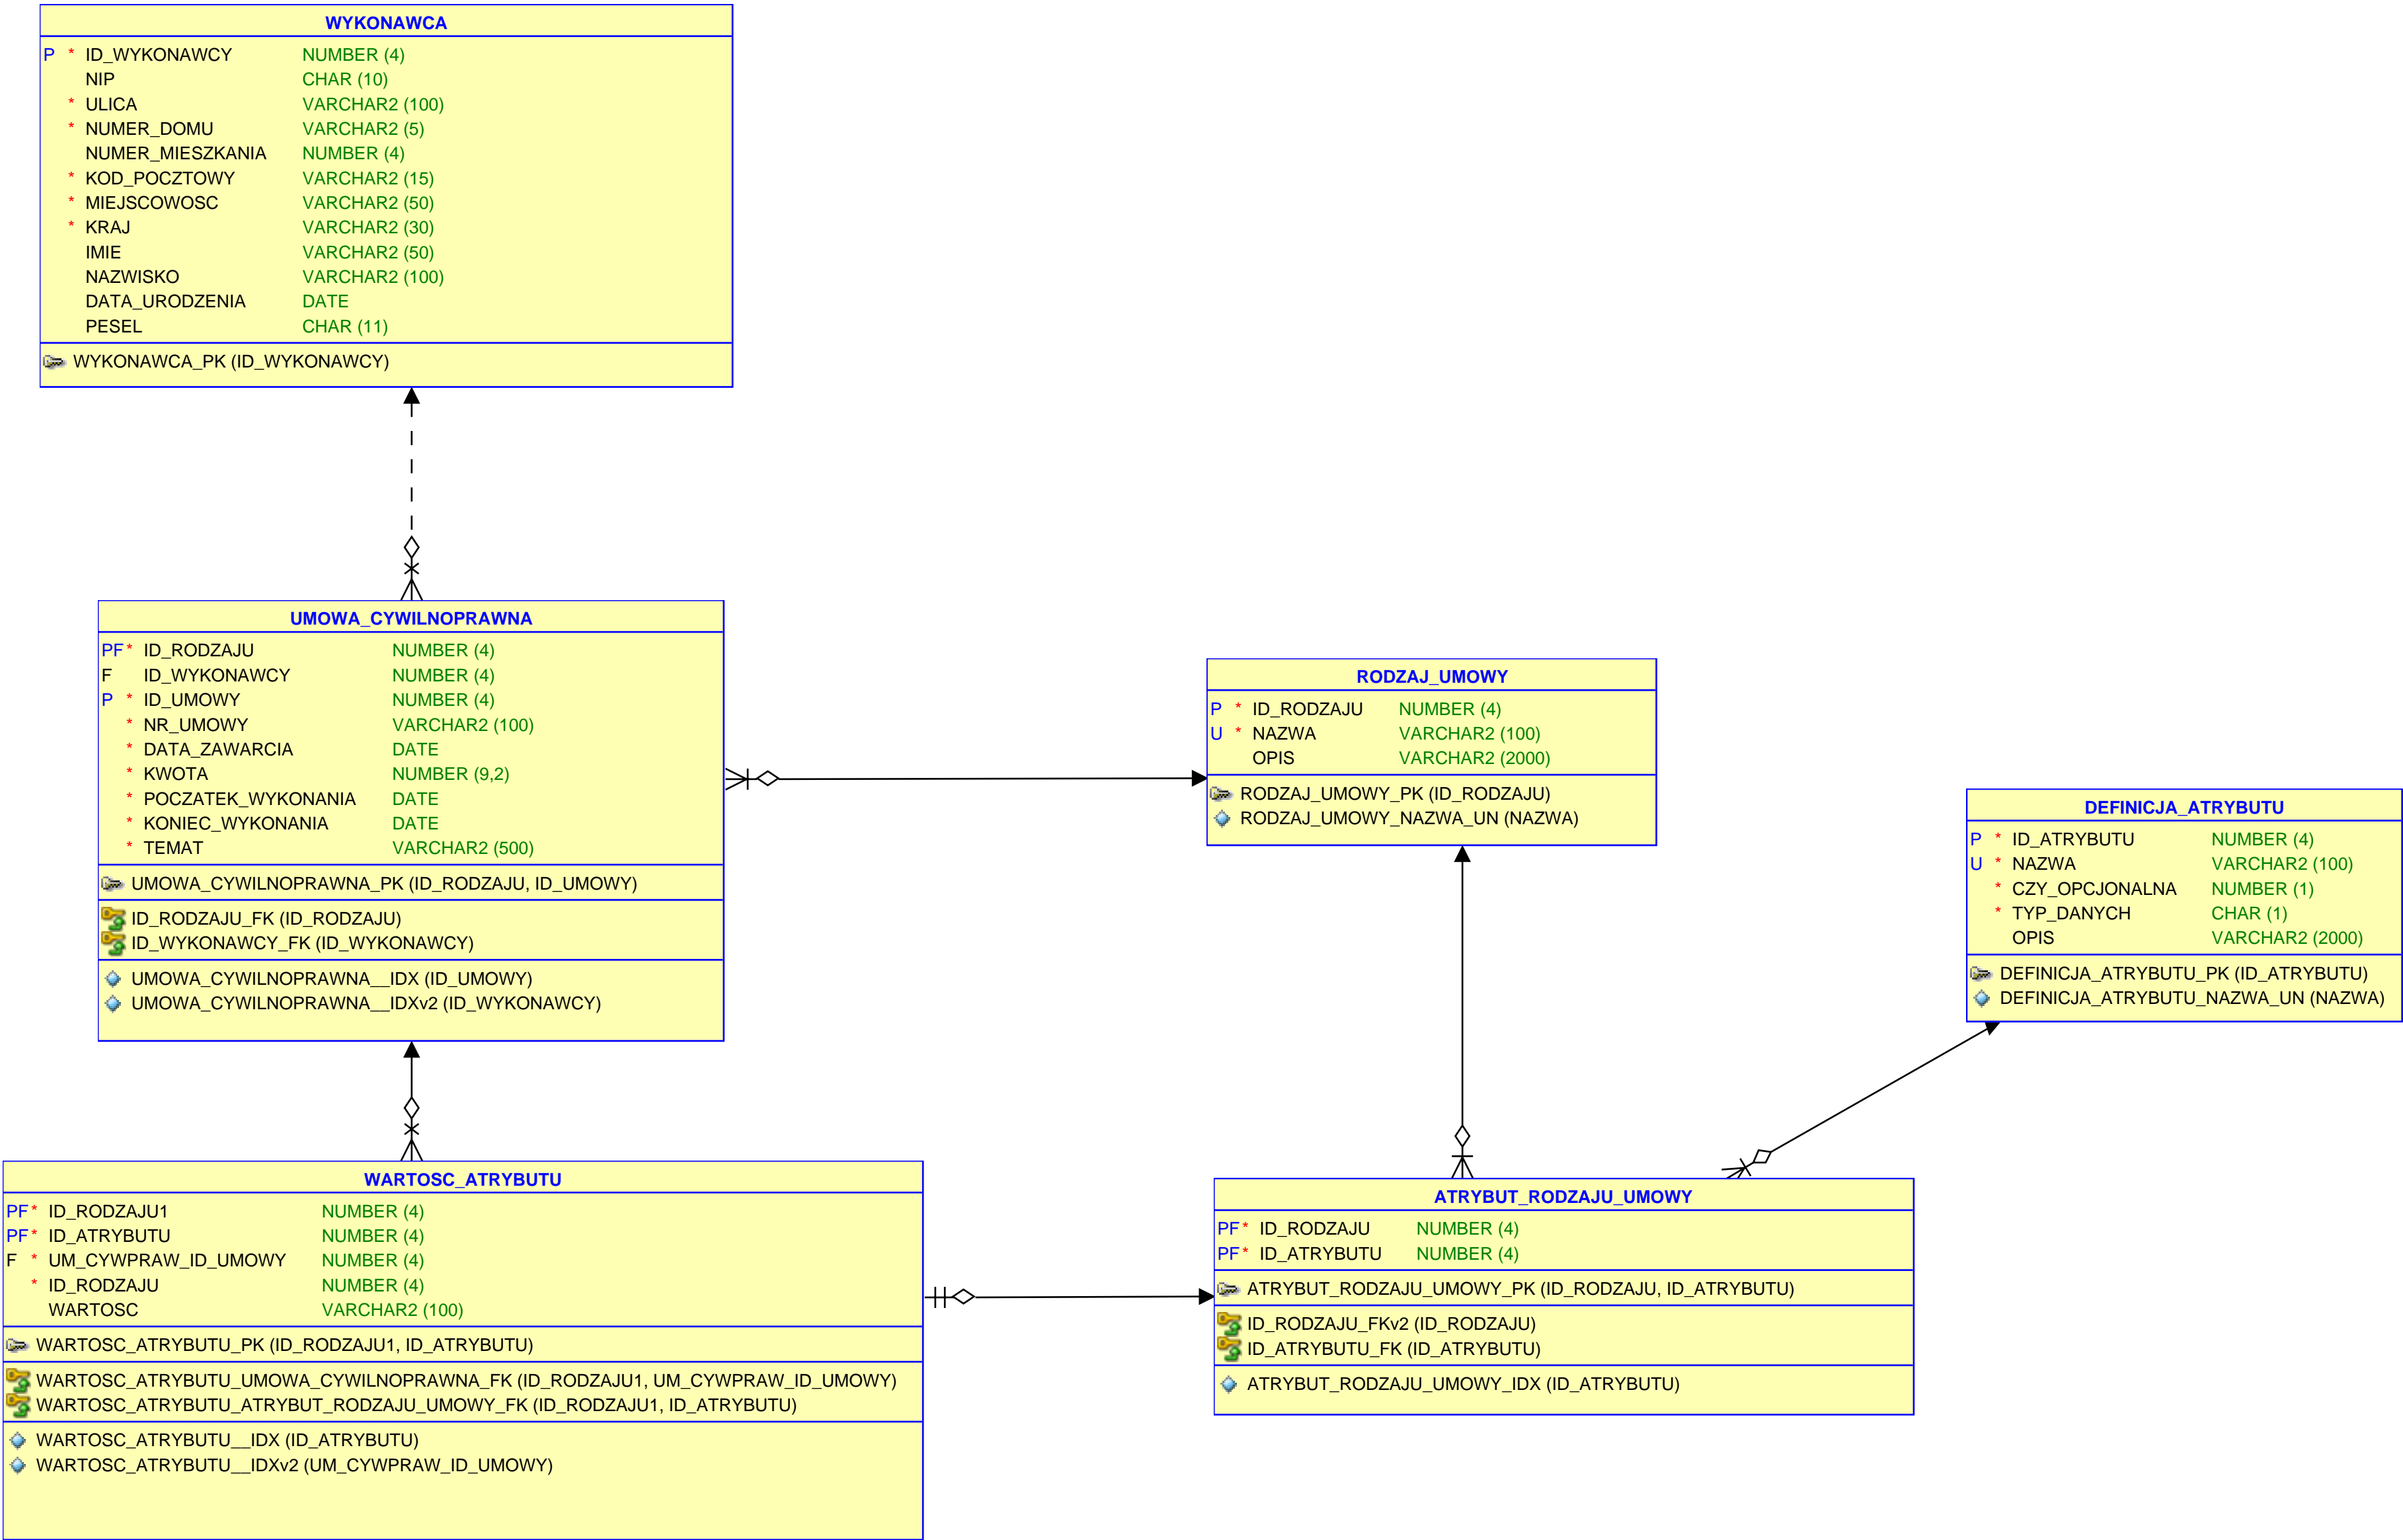 WYKONAWCA
P * ID_WYKONAWCY NUMBER (4)
NIP CHAR (10)
* ULICA VARCHAR2 (100)
* NUMER_DOMU VARCHAR2 (5)
NUMER_MIESZKANIA NUMBER (4)
* KOD_POCZTOWY VARCHAR2 (15)
* MIEJSCOWOSC VARCHAR2 (50)
* KRAJ VARCHAR2 (30)
IMIE VARCHAR2 (50)
NAZWISKO VARCHAR2 (100)
DATA_URODZENIA DATE
PESEL CHAR (11)
WYKONAWCA_PK (ID_WYKONAWCY)
UMOWA_CYWILNOPRAWNA
PF* ID_RODZAJU NUMBER (4)
F ID_WYKONAWCY NUMBER (4)
P * ID_UMOWY NUMBER (4)
* NR_UMOWY VARCHAR2 (100)
* DATA_ZAWARCIA DATE
* KWOTA NUMBER (9,2)
* POCZATEK_WYKONANIA DATE
* KONIEC_WYKONANIA DATE
* TEMAT VARCHAR2 (500)
UMOWA_CYWILNOPRAWNA_PK (ID_RODZAJU, ID_UMOWY)
ID_RODZAJU_FK (ID_RODZAJU)
ID_WYKONAWCY_FK (ID_WYKONAWCY)
UMOWA_CYWILNOPRAWNA__IDX (ID_UMOWY)
UMOWA_CYWILNOPRAWNA__IDXv2 (ID_WYKONAWCY)
RODZAJ_UMOWY
P * ID_RODZAJU NUMBER (4)
U * NAZWA VARCHAR2 (100)
OPIS VARCHAR2 (2000)
RODZAJ_UMOWY_PK (ID_RODZAJU)
RODZAJ_UMOWY_NAZWA_UN (NAZWA)
DEFINICJA_ATRYBUTU
P * ID_ATRYBUTU NUMBER (4)
U * NAZWA VARCHAR2 (100)
* CZY_OPCJONALNA NUMBER (1)
* TYP_DANYCH CHAR (1)
OPIS VARCHAR2 (2000)
DEFINICJA_ATRYBUTU_PK (ID_ATRYBUTU)
DEFINICJA_ATRYBUTU_NAZWA_UN (NAZWA)
WARTOSC_ATRYBUTU
PF* ID_RODZAJU1 NUMBER (4)
PF* ID_ATRYBUTU NUMBER (4)
F * UM_CYWPRAW_ID_UMOWY NUMBER (4)
* ID_RODZAJU NUMBER (4)
WARTOSC VARCHAR2 (100)
WARTOSC_ATRYBUTU_PK (ID_RODZAJU1, ID_ATRYBUTU)
WARTOSC_ATRYBUTU_UMOWA_CYWILNOPRAWNA_FK (ID_RODZAJU1, UM_CYWPRAW_ID_UMOWY)
WARTOSC_ATRYBUTU_ATRYBUT_RODZAJU_UMOWY_FK (ID_RODZAJU1, ID_ATRYBUTU)
WARTOSC_ATRYBUTU__IDX (ID_ATRYBUTU)
WARTOSC_ATRYBUTU__IDXv2 (UM_CYWPRAW_ID_UMOWY)
ATRYBUT_RODZAJU_UMOWY
PF* ID_RODZAJU NUMBER (4)
PF* ID_ATRYBUTU NUMBER (4)
ATRYBUT_RODZAJU_UMOWY_PK (ID_RODZAJU, ID_ATRYBUTU)
ID_RODZAJU_FKv2 (ID_RODZAJU)
ID_ATRYBUTU_FK (ID_ATRYBUTU)
ATRYBUT_RODZAJU_UMOWY_IDX (ID_ATRYBUTU)